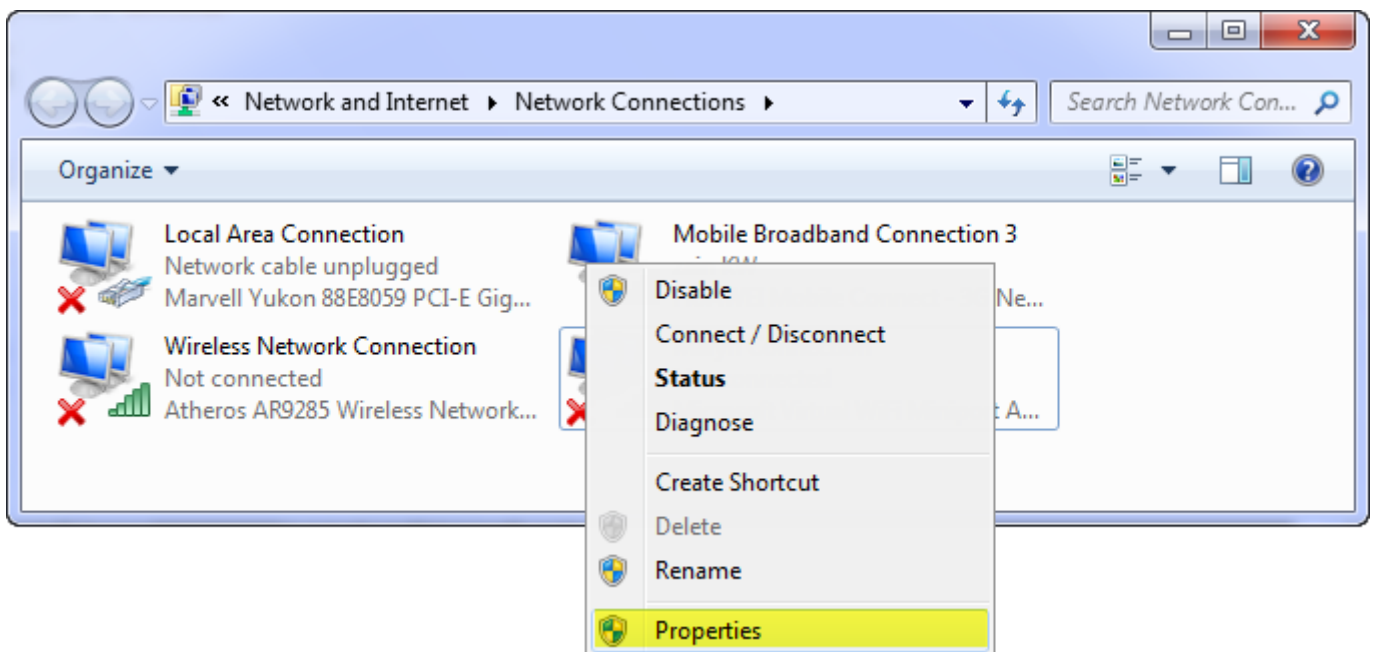 « Network and Internet ▸ Network Connections ▸
Search Network Con...
Organize
Local Area Connection
Network cable unplugged
Marvell Yukon 88E8059 PCI-E Gig...
Mobile Broadband Connection 3
Ne...
Wireless Network Connection
Not connected
Atheros AR9285 Wireless Network...
A...
Disable
Connect / Disconnect
Status
Diagnose
Create Shortcut
Delete
Rename
Properties